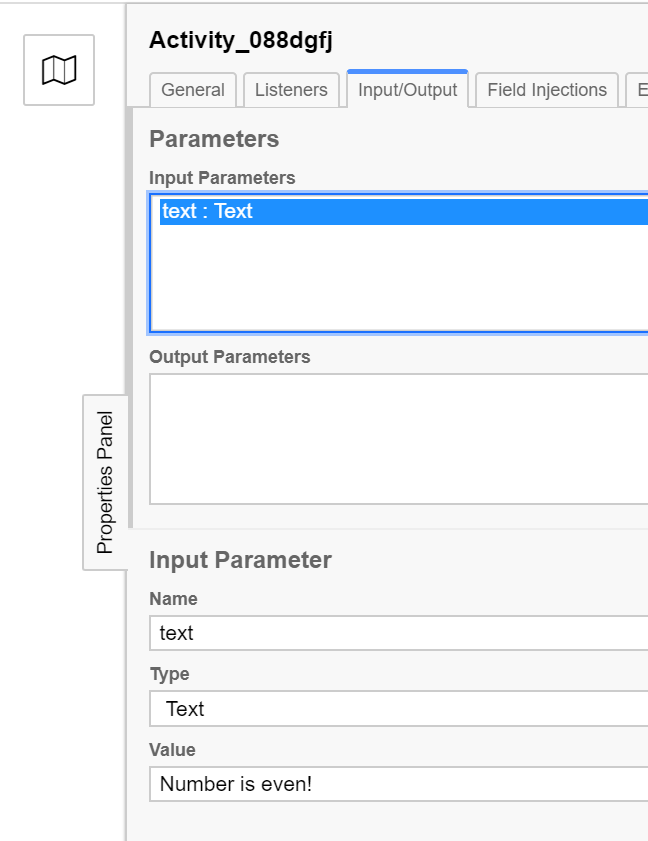 Activity_088dgfj
General Listeners Input/Output Field Injections E
Parameters
Input Parameters
text : Text
Output Parameters
Properties Panel
Input Parameter
Name
text
Type
Text
Value
Number is even!